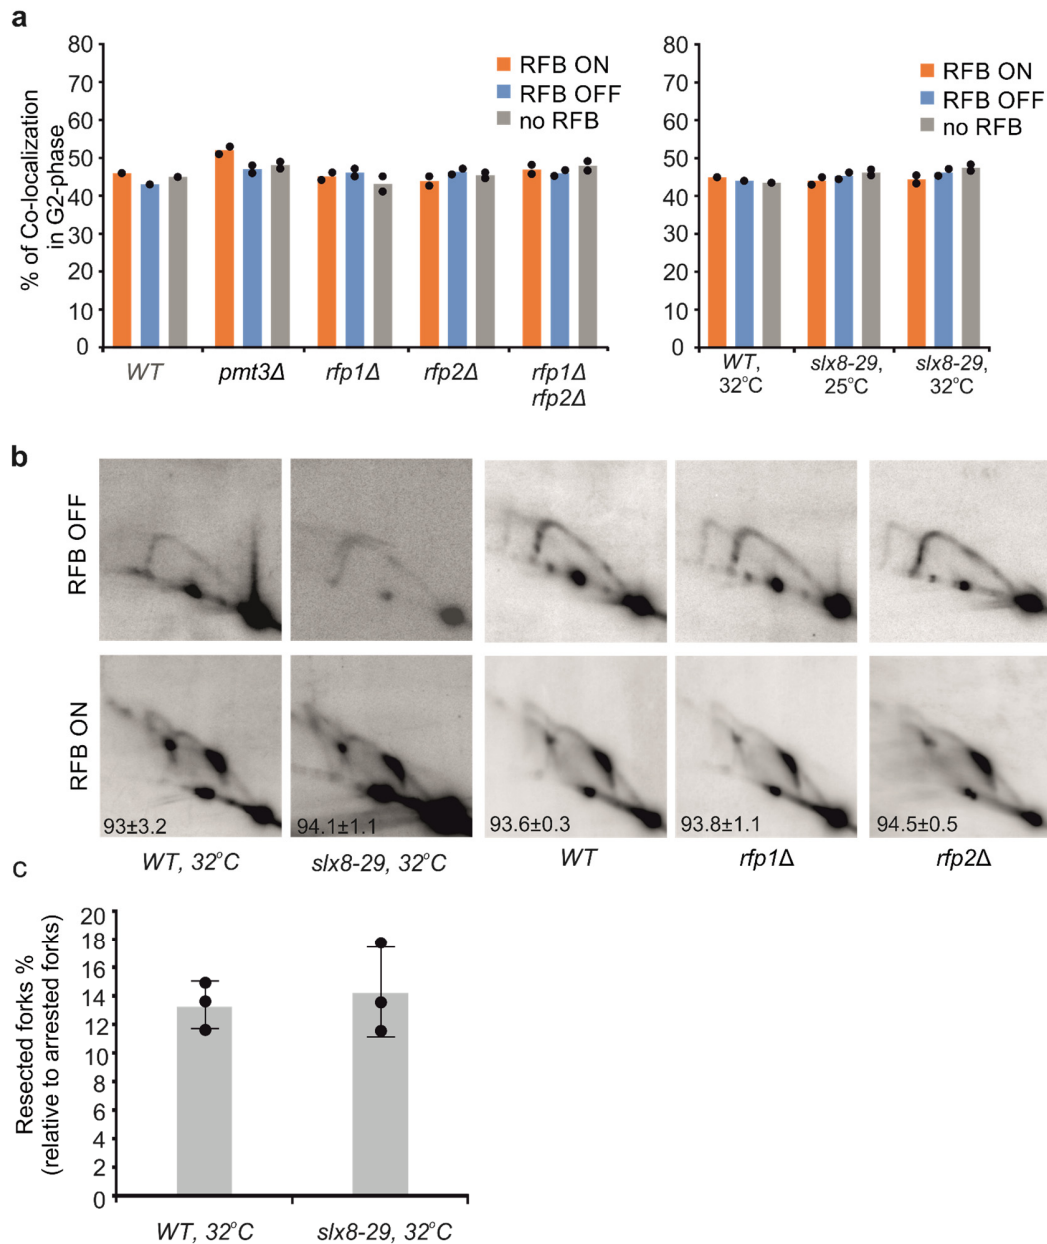 a
80
70
60
50
40
30
20
10
0
% of Co-localization
in G2-phase
RFB ON
RFB OFF
no RFB
WT
pmt3Δ
rfp1Δ
rfp2Δ
rfp1Δ
rfp2Δ
80
70
60
50
40
30
20
10
0
RFB ON
RFB OFF
no RFB
WT,
32°C
slx8-29,
25°C
slx8-29,
32°C
b
RFB OFF
RFB ON
93±3.2
94.1±1.1
93.6±0.3
93.8±1.1
94.5±0.5
WT, 32°C
slx8-29, 32°C
WT
rfp1Δ
rfp2Δ
c
Resected forks %
(relative to arrested forks)
20
18
16
14
12
10
8
6
4
2
0
WT, 32°C
slx8-29, 32°C